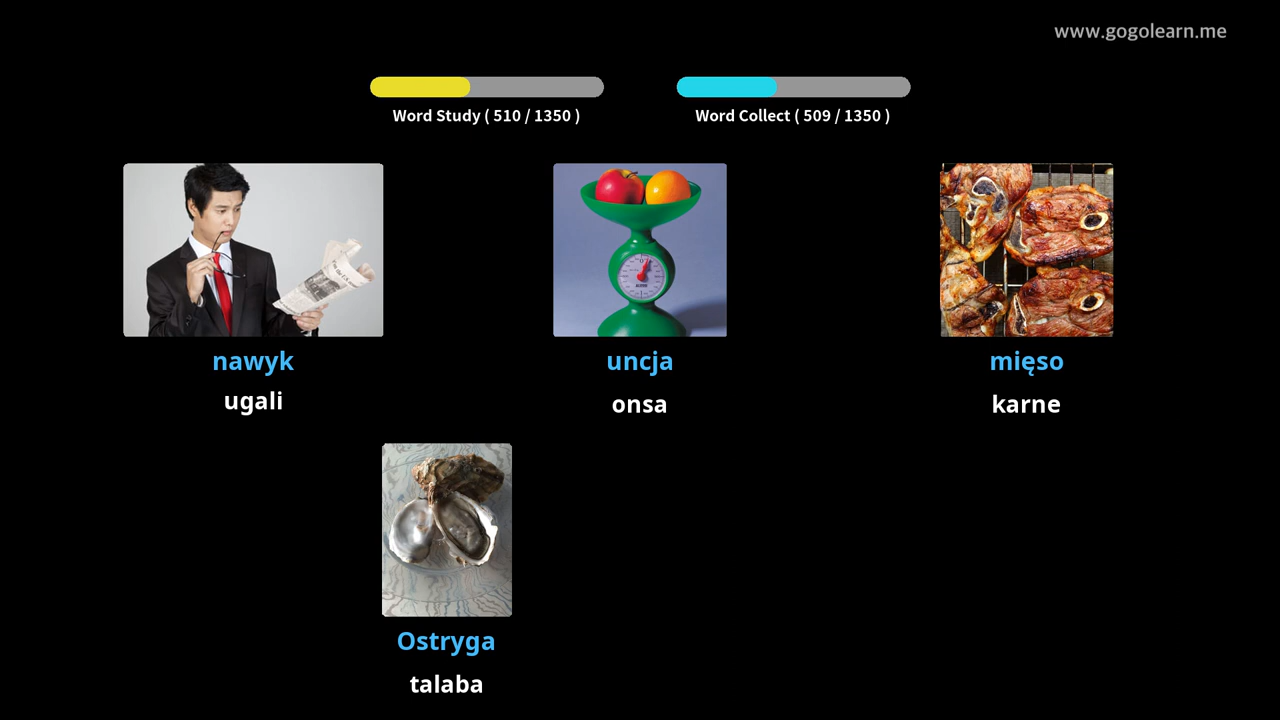 www.gogolearn.me
Word Study ( 510 / 1350 )
Word Collect ( 509 / 1350 )
nawyk
uncja
mięso
ugali
onsa
karne
Ostryga
talaba